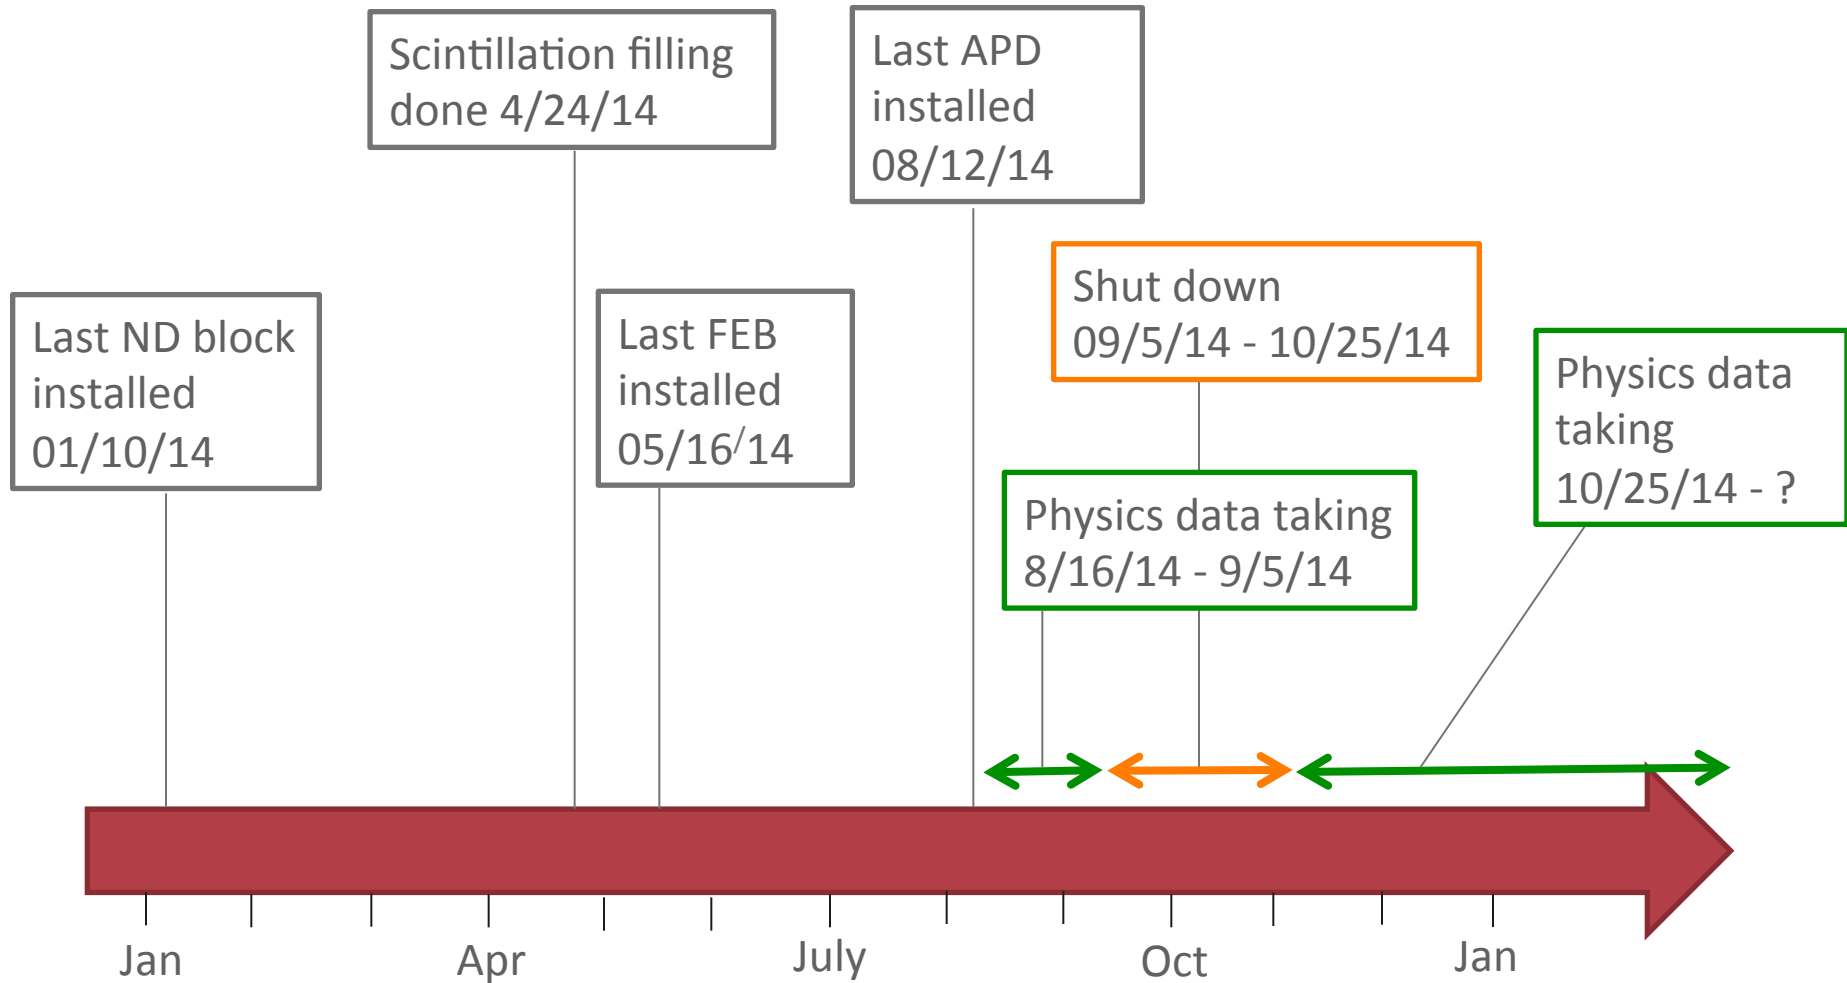 Scintillation filling
done 4/24/14
Last APD
installed
08/12/14
Shut down
09/5/14 - 10/25/14
Last ND block
installed
01/10/14
Last FEB
installed
05/16/14
Physics data
taking
10/25/14 - ?
Physics data taking
8/16/14 - 9/5/14
Jan
Apr
July
Oct
Jan